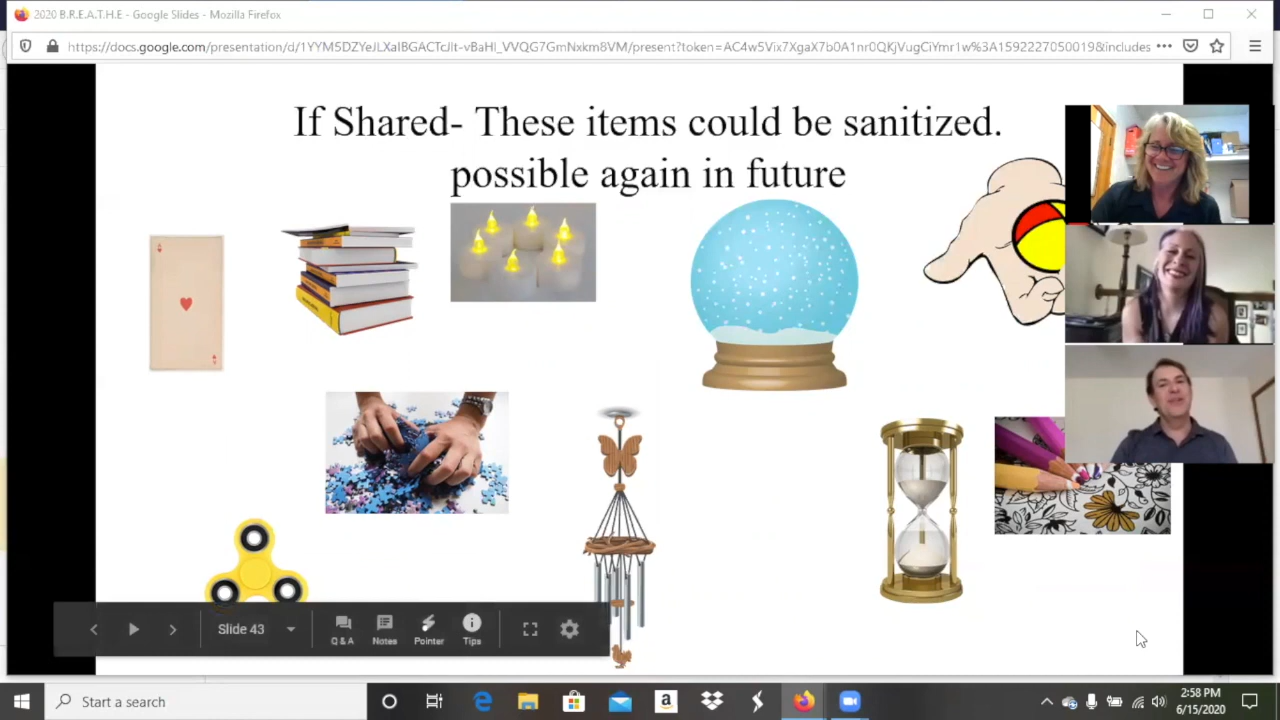 2020 B.R.E.A.T.H.E - Google Slides - Mozilla Firefox
https://docs.google.com/presentation/d/1YYM5DZYeJLXaIBGACTcJIt-vBaHI_VVQG7GmNxkm8VM/present?token=AC4w5Vix7XgaX7b0A1nr0QKjVugCiYmr1w%3A1592227050019&includes
If Shared- These items could be sanitized.
possible again in future
Slide 43
Q & A
Notes
Pointer
Tips
Start a search
2:58 PM
6/15/2020